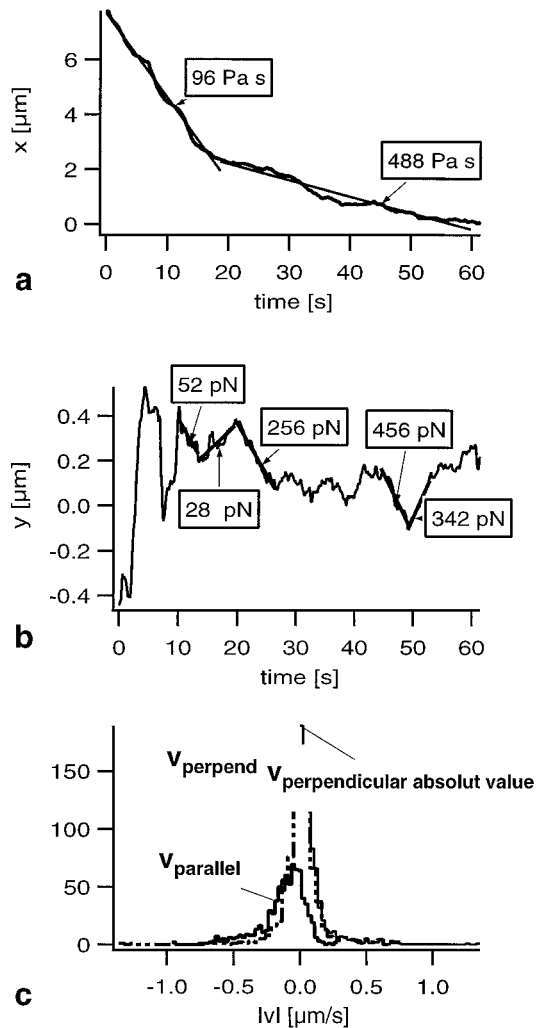 96 Pa s
488 Pa s
x [µm]
6
4
2
0
0 10 20 30 40 50 60
time [s]
a
52 pN
256 pN
456 pN
28 pN
342 pN
y [µm]
0.4
0.2
0.0
-0.2
-0.4
0 10 20 30 40 50 60
time [s]
b
Vperpend
Vperpendicular absolut value
Vparallel
150
100
50
0
-1.0 -0.5 0.0 0.5 1.0
IvI [µm/s]
c